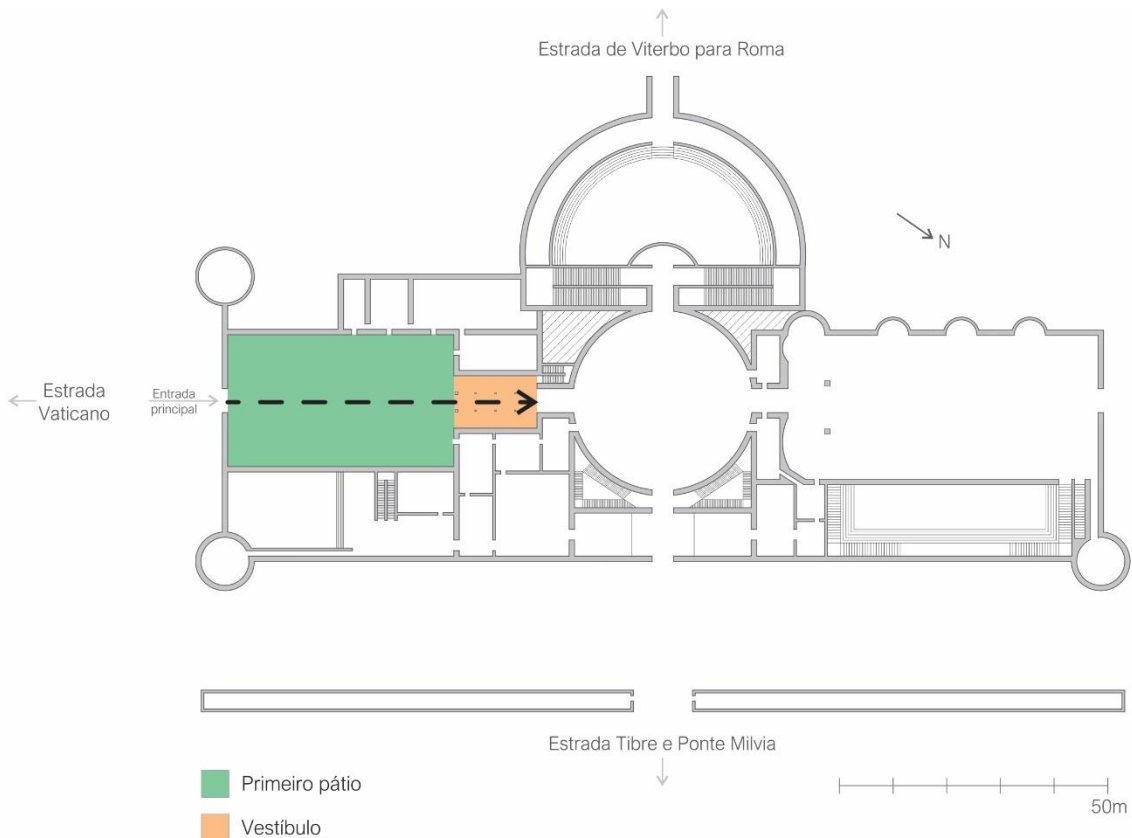 Estrada de Viterbo para Roma
N
Estrada
Vaticano
Entrada
principal
Estrada Tibre e Ponte Milvia
Primeiro pátio
Vestíbulo
50m